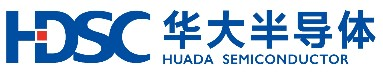 HDSC 华大半导体
HUADA SEMICONDUCTOR